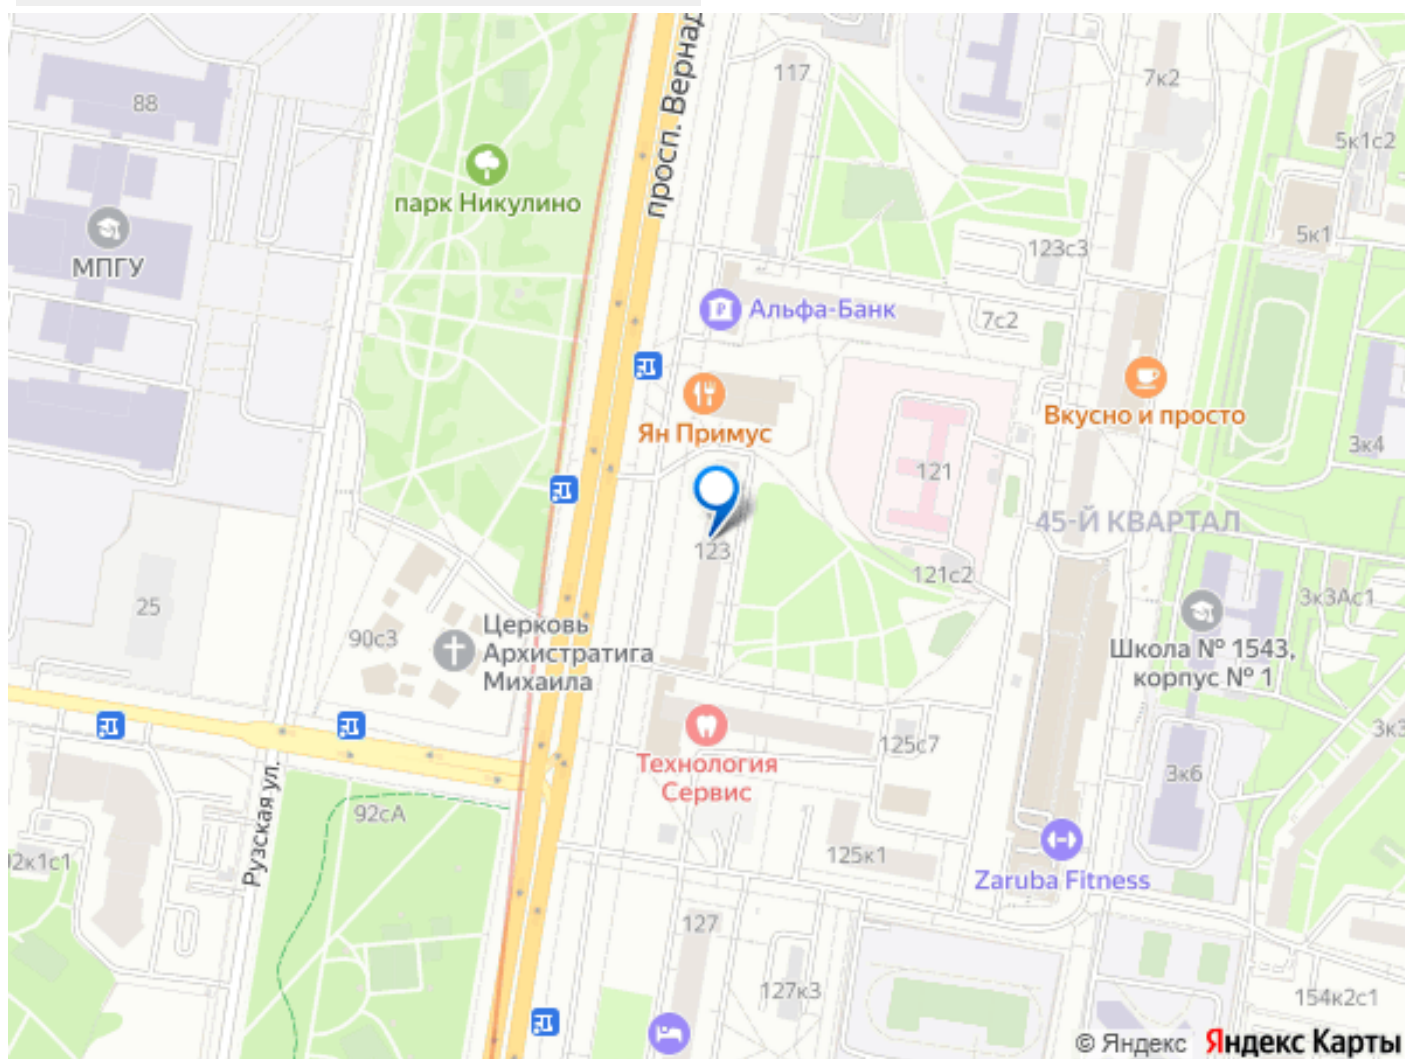 117
7к2
88
просп. Вернад
5к1с2
парк Никулино
5к1
123с3
МПГУ
Альфа-Банк
7с2
Вкусно и просто
Ян Примус
3к4
121
45-Й КВАРТАЛ
123
121с2
3к3Ас1
25
90с3
Церковь
Архистратига
Михаила
Школа № 1543,
корпус № 1
3к3
125с7
Технология
Сервис
3к6
Рузская ул.
92сА
125к1
92к1с1
Zaruba Fitness
127
127к3
154к2с1
© Яндекс Яндекс Карты